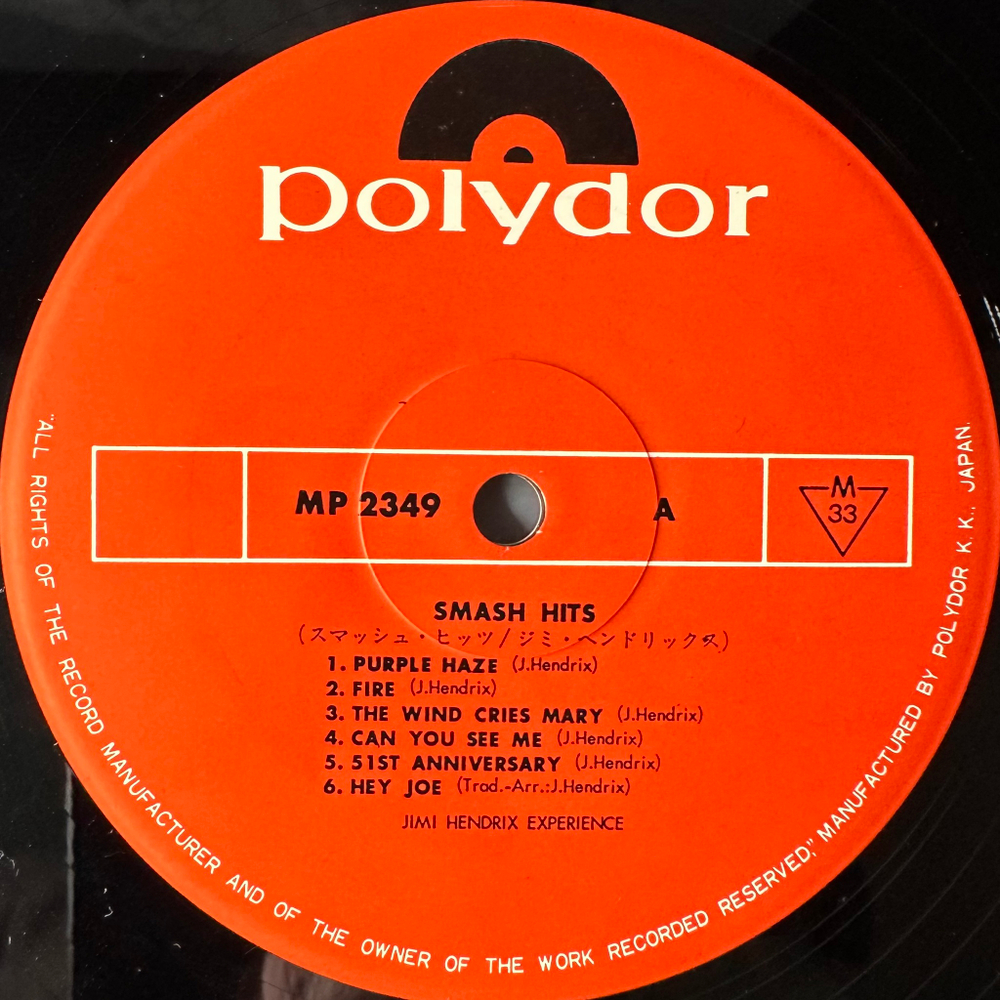 polydor
MP 2349
A
M
33
SMASH HITS
(スマッシュ・ヒッツ/ジミ・ヘンドリックス)
1. PURPLE HAZE (J.Hendrix)
2. FIRE (J.Hendrix)
3. THE WIND CRIES MARY (J.Hendrix)
4. CAN YOU SEE ME (J.Hendrix)
5. 51ST ANNIVERSARY (J.Hendrix)
6. HEY JOE (Trad.-Arr.:J.Hendrix)
JIMI HENDRIX EXPERIENCE
"ALL RIGHTS OF THE RECORD MANUFACTURER AND OF THE OWNER OF THE WORK RECORDED RESERVED," MANUFACTURED BY POLYDOR K.K., JAPAN.